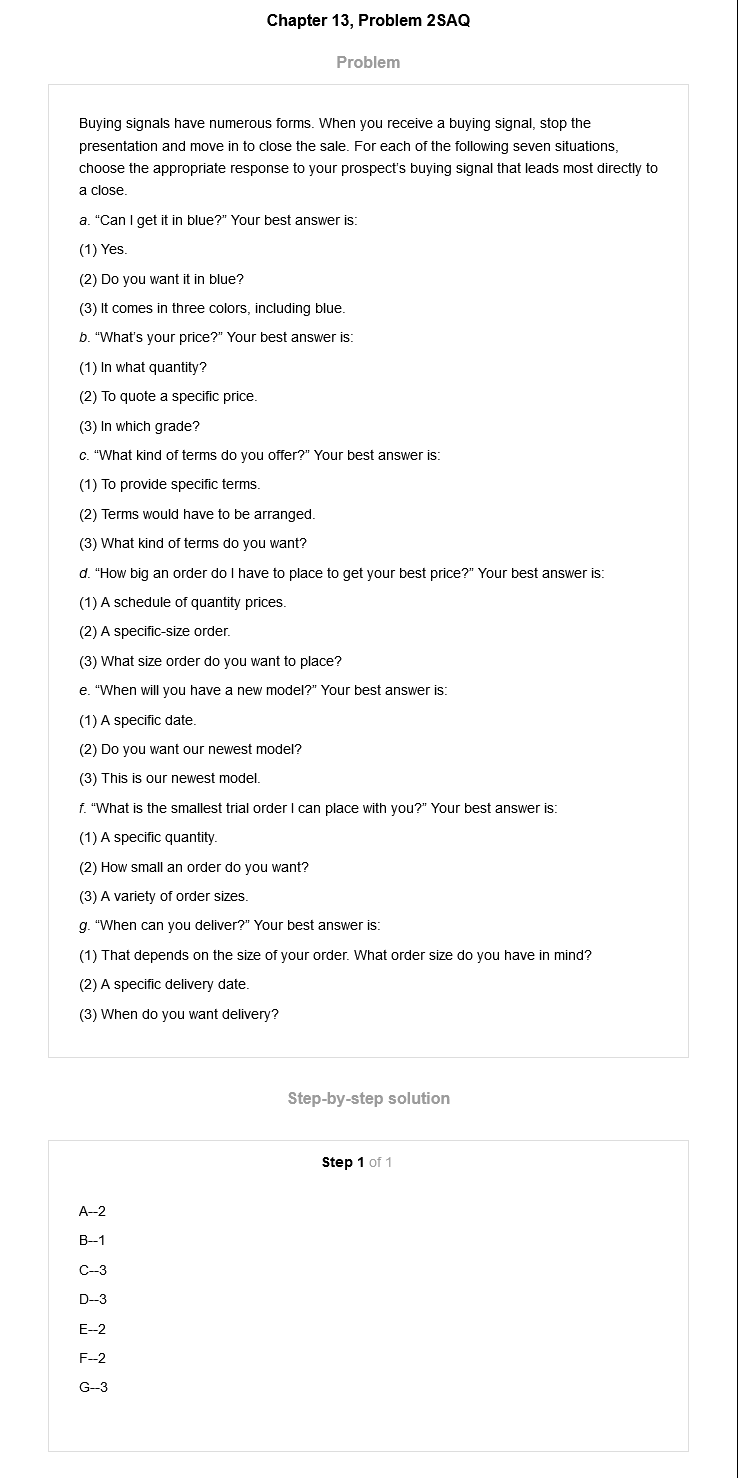 Chapter 13, Problem 2SAQ
Problem
Buying signals have numerous forms. When you receive a buying signal, stop the
presentation and move in to close the sale. For each of the following seven situations,
choose the appropriate response to your prospect’s buying signal that leads most directly to
a close.
a. “Can I get it in blue?” Your best answer is:
(1) Yes.
(2) Do you want it in blue?
(3) It comes in three colors, including blue.
b. “What’s your price?” Your best answer is:
(1) In what quantity?
(2) To quote a specific price.
(3) In which grade?
c. “What kind of terms do you offer?” Your best answer is:
(1) To provide specific terms.
(2) Terms would have to be arranged.
(3) What kind of terms do you want?
d. “How big an order do I have to place to get your best price?” Your best answer is:
(1) A schedule of quantity prices.
(2) A specific-size order.
(3) What size order do you want to place?
e. “When will you have a new model?” Your best answer is:
(1) A specific date.
(2) Do you want our newest model?
(3) This is our newest model.
f. “What is the smallest trial order I can place with you?” Your best answer is:
(1) A specific quantity.
(2) How small an order do you want?
(3) A variety of order sizes.
g. “When can you deliver?” Your best answer is:
(1) That depends on the size of your order. What order size do you have in mind?
(2) A specific delivery date.
(3) When do you want delivery?
Step-by-step solution
Step 1 of 1
A--2
B--1
C--3
D--3
E--2
F--2
G--3